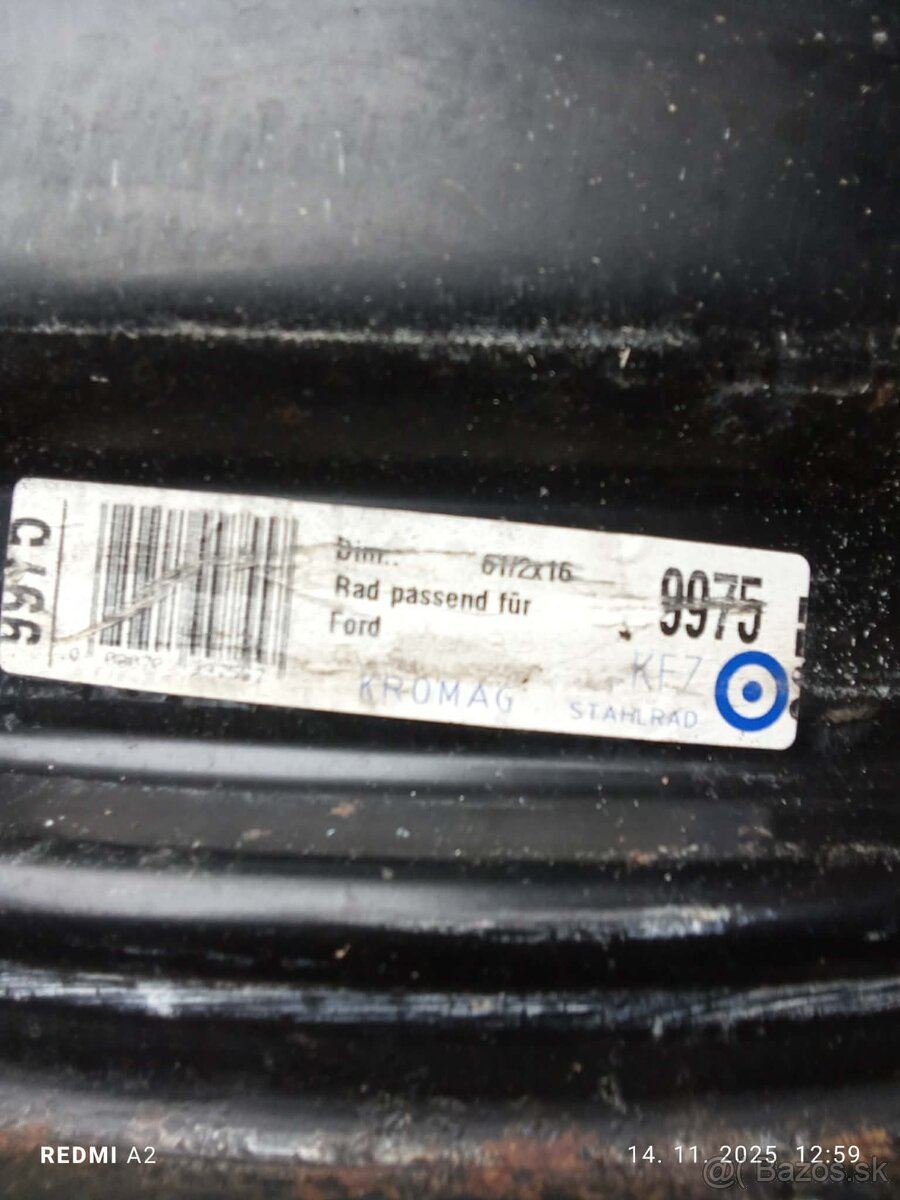 9975
Dim.. 61/2x16
Rad passend für
Ford
9975
KROMAG
KFZ
STAHLRAD
REDMI A2
14. 11. 2025 12:59
@ Bazos.sk